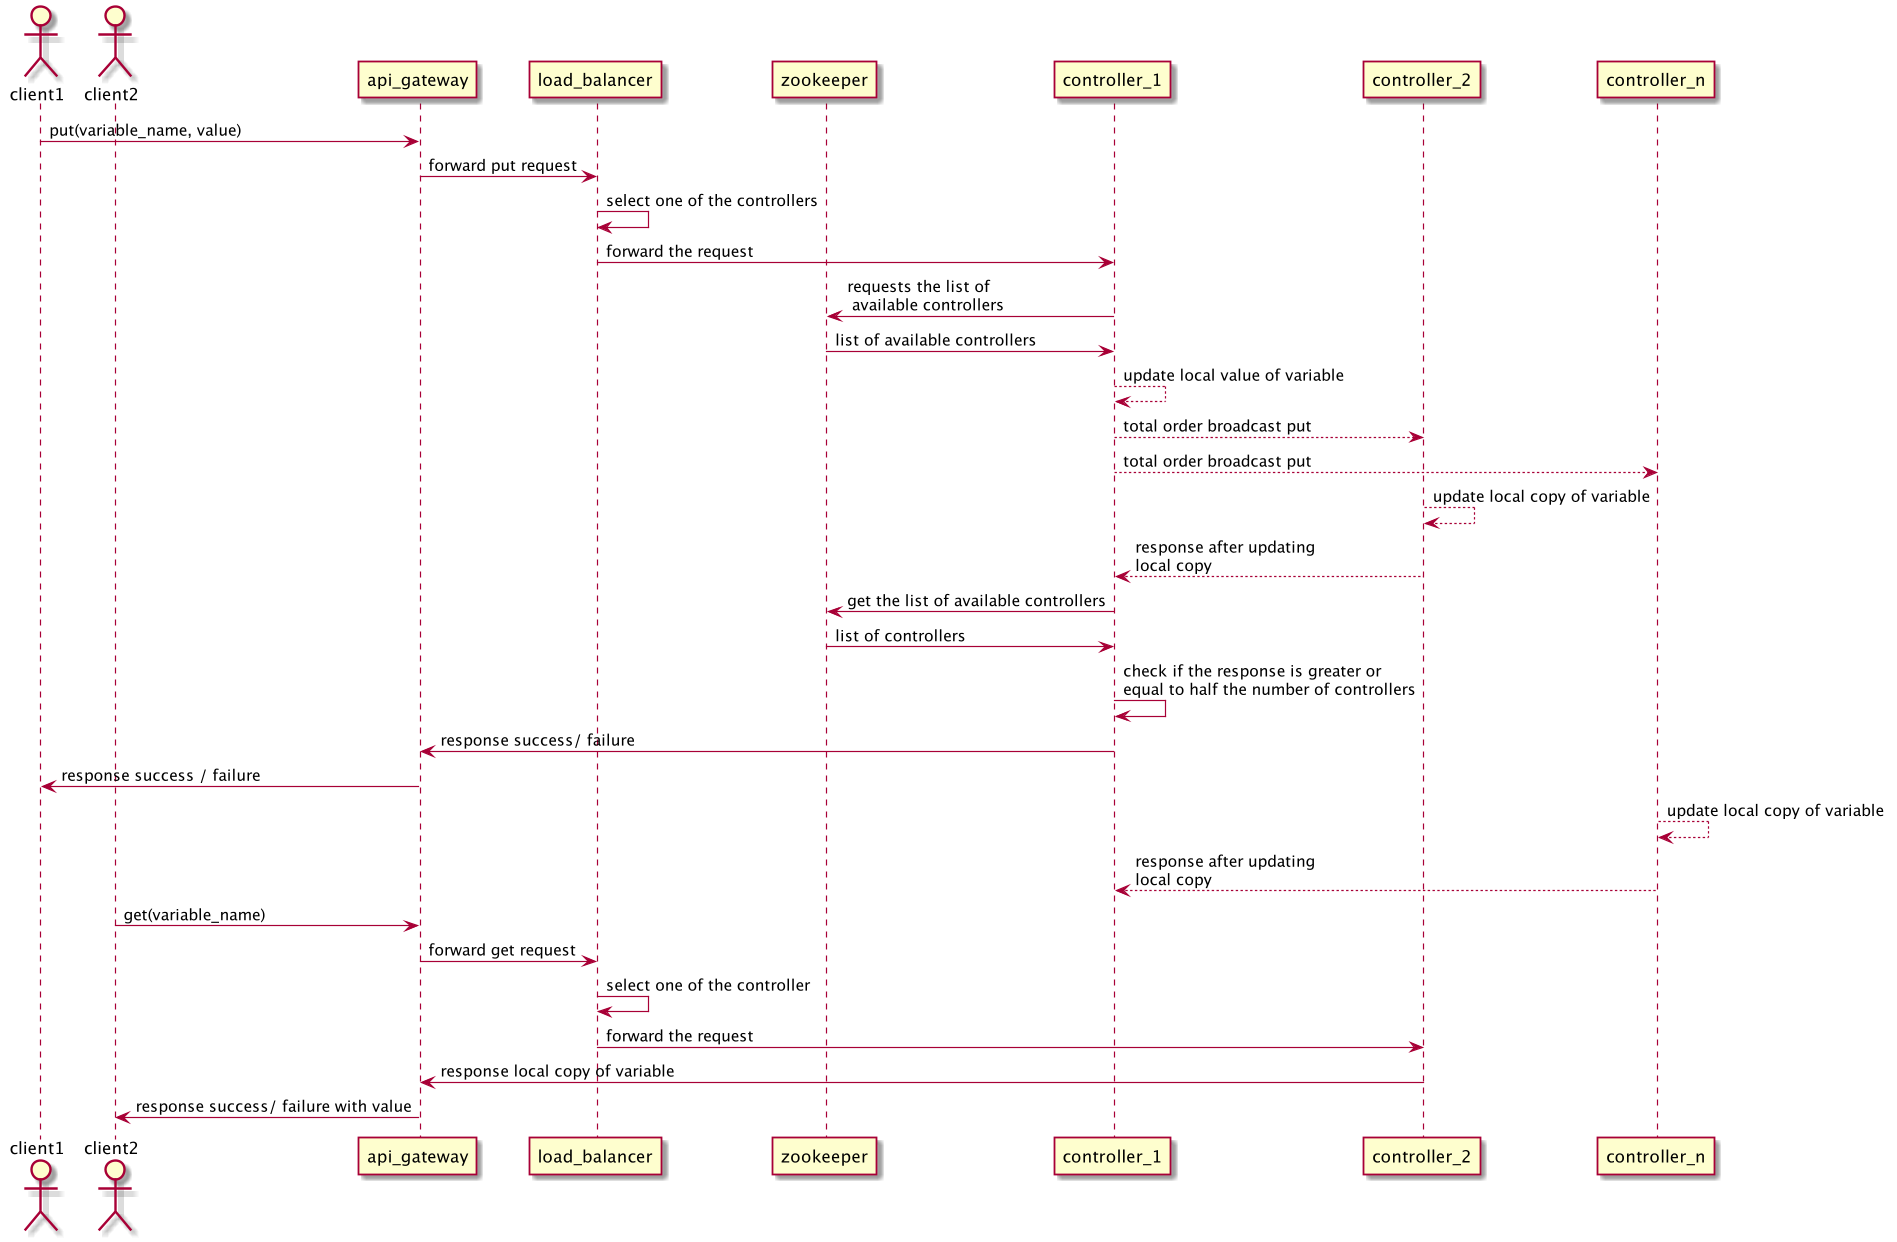 client1
client2
api_gateway
load_balancer
zookeeper
controller_1
controller_2
controller_n
put(variable_name, value)
forward put request
select one of the controllers
forward the request
requests the list of
available controllers
list of available controllers
update local value of variable
total order broadcast put
total order broadcast put
update local copy of variable
response after updating
local copy
get the list of available controllers
list of controllers
check if the response is greater or
equal to half the number of controllers
response success/ failure
response success / failure
update local copy of variable
response after updating
local copy
get(variable_name)
forward get request
select one of the controller
forward the request
response local copy of variable
response success/ failure with value
client1
client2
api_gateway
load_balancer
zookeeper
controller_1
controller_2
controller_n